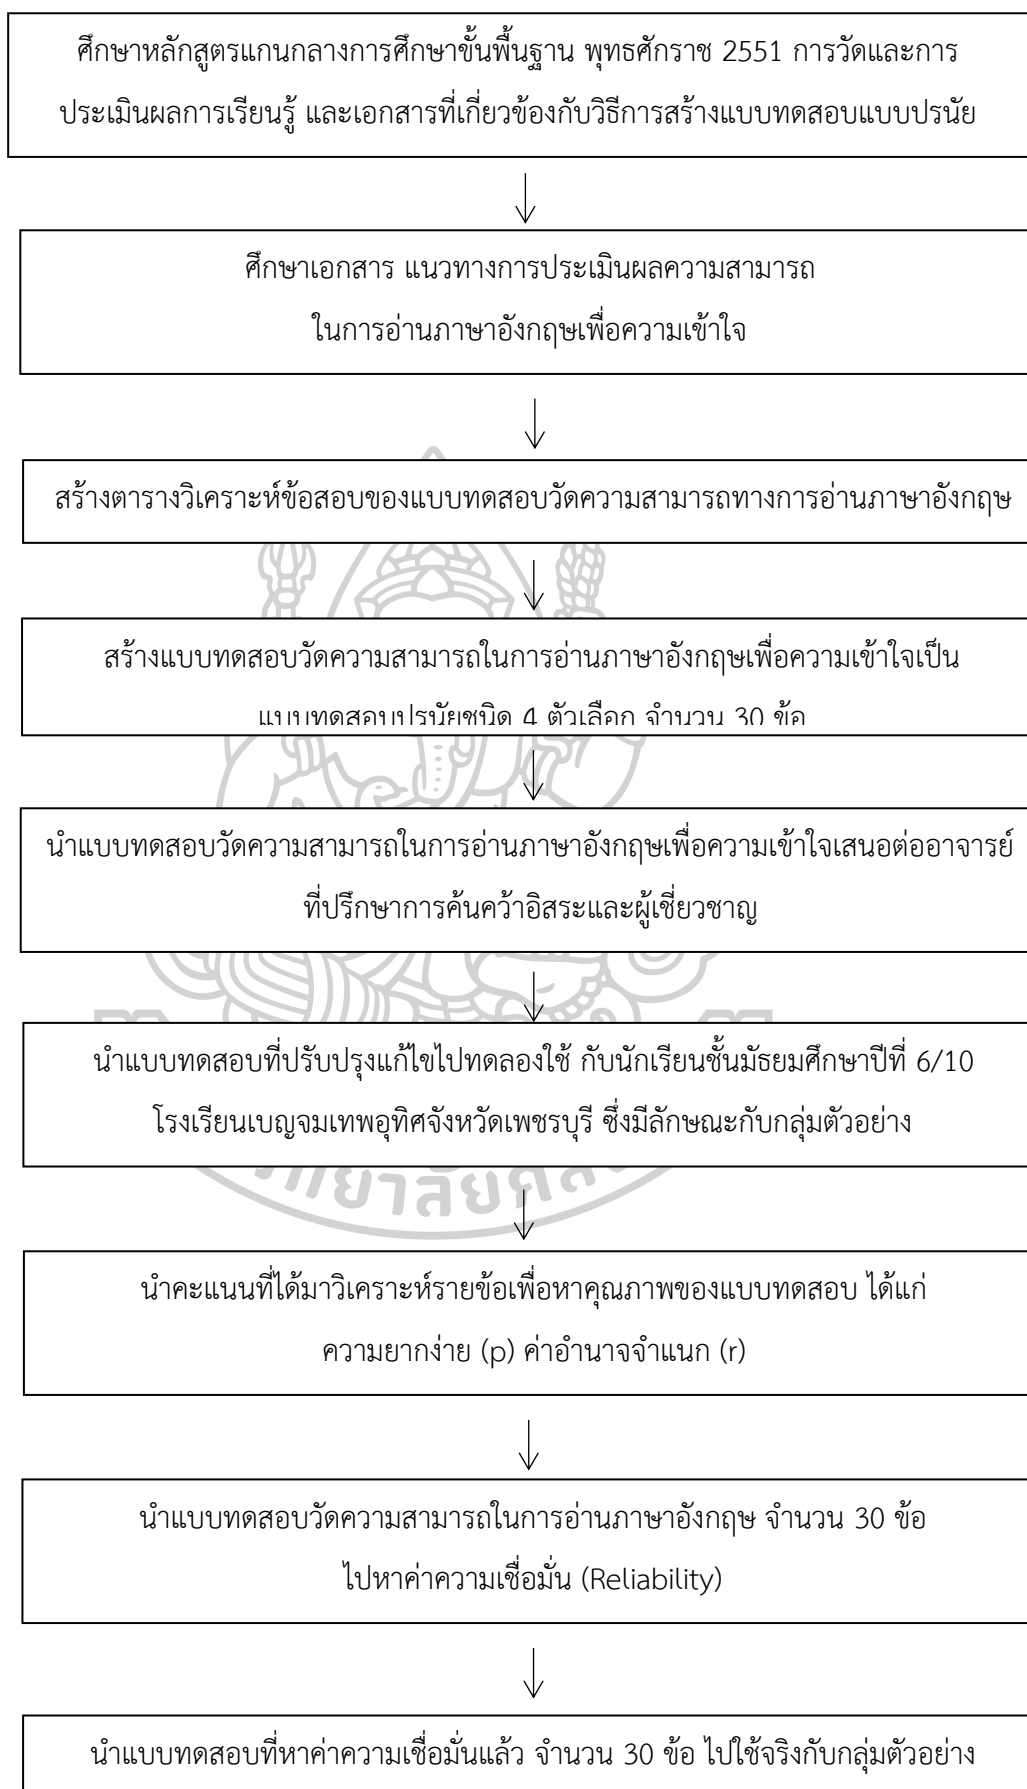 ศึกษาหลักสูตรแกนกลางการศึกษาขั้นพื้นฐาน พุทธศักราช 2551 การวัดและการ
ประเมินผลการเรียนรู้ และเอกสารที่เกี่ยวข้องกับวิธีการสร้างแบบทดสอบแบบปรนัย
ศึกษาเอกสาร แนวทางการประเมินผลความสามารถ
ในการอ่านภาษาอังกฤษเพื่อความเข้าใจ
สร้างตารางวิเคราะห์ข้อสอบของแบบทดสอบวัดความสามารถทางการอ่านภาษาอังกฤษ
สร้างแบบทดสอบวัดความสามารถในการอ่านภาษาอังกฤษเพื่อความเข้าใจเป็น
แบบทดสอบปรนัยชนิด 4 ตัวเลือก จำนวน 30 ข้อ
นำแบบทดสอบวัดความสามารถในการอ่านภาษาอังกฤษเพื่อความเข้าใจเสนอต่ออาจารย์
ที่ปรึกษาการค้นคว้าอิสระและผู้เชี่ยวชาญ
นำแบบทดสอบที่ปรับปรุงแก้ไขไปทดลองใช้ กับนักเรียนชั้นมัธยมศึกษาปีที่ 6/10
โรงเรียนเบญจมเทพอุทิศจังหวัดเพชรบุรี ซึ่งมีลักษณะกับกลุ่มตัวอย่าง
นำคะแนนที่ได้มาวิเคราะห์รายข้อเพื่อหาคุณภาพของแบบทดสอบ ได้แก่
ความยากง่าย (p) ค่าอำนาจจำแนก (r)
นำแบบทดสอบวัดความสามารถในการอ่านภาษาอังกฤษ จำนวน 30 ข้อ
ไปหาค่าความเชื่อมั่น (Reliability)
นำแบบทดสอบที่หาค่าความเชื่อมั่นแล้ว จำนวน 30 ข้อ ไปใช้จริงกับกลุ่มตัวอย่าง